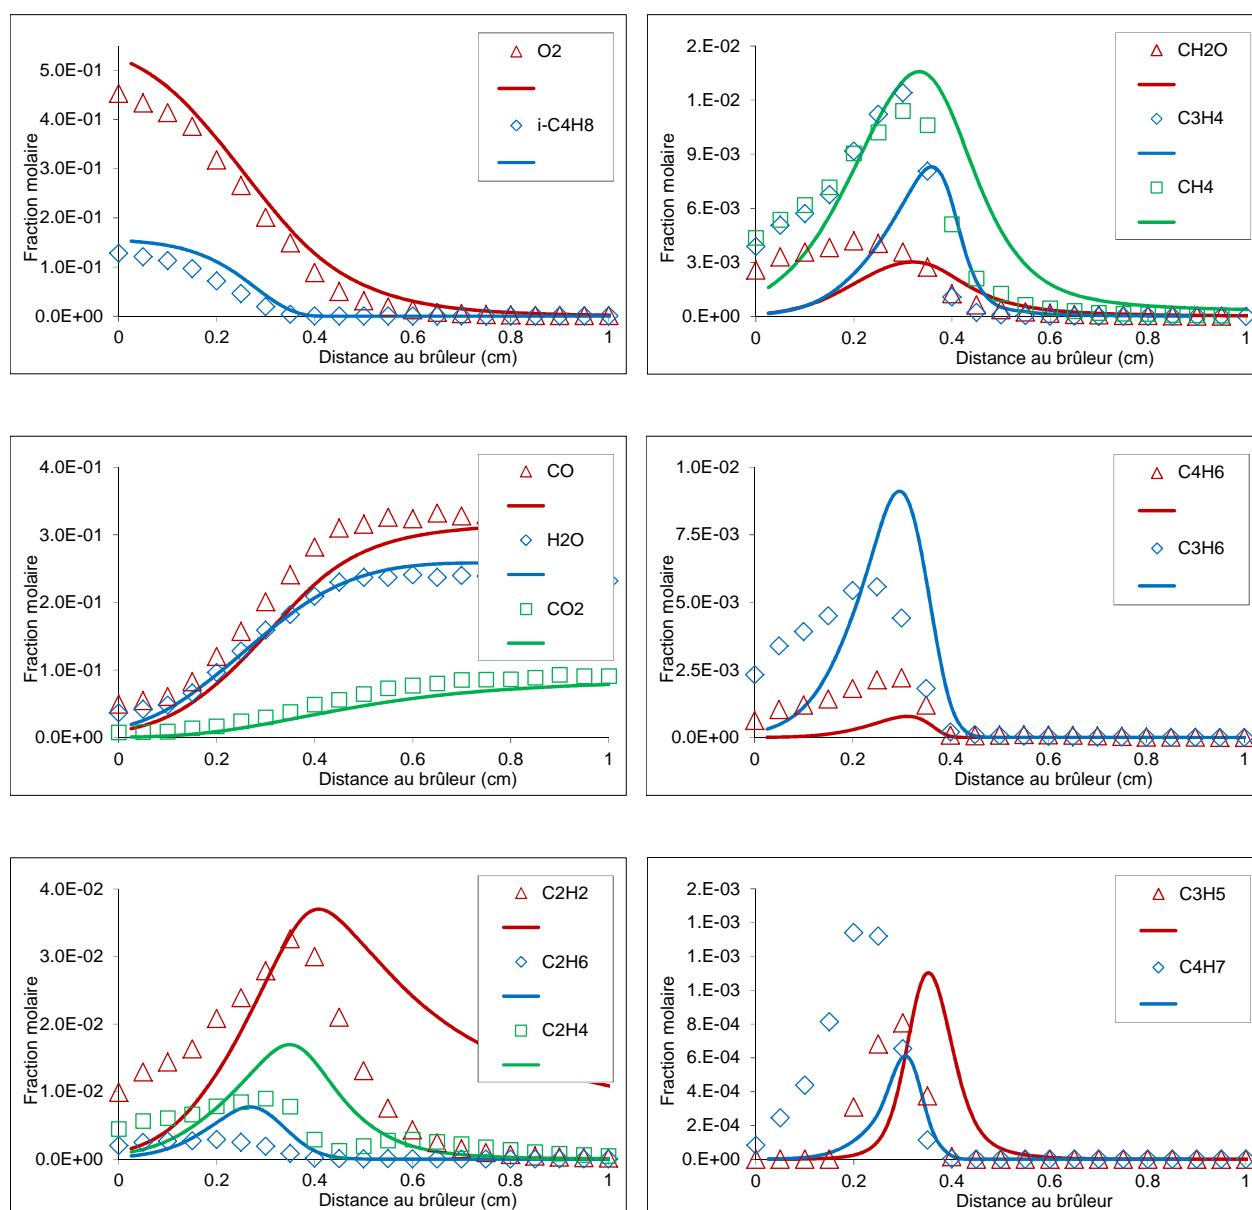 5.0E-01
4.0E-01
3.0E-01
2.0E-01
1.0E-01
0.0E+00
Fraction molaire
0
0.2
0.4
0.6
0.8
1
Distance au brûleur (cm)
O2
i-C4H8
2.E-02
1.E-02
9.E-03
6.E-03
3.E-03
0.E+00
Fraction molaire
0
0.2
0.4
0.6
0.8
1
Distance au brûleur (cm)
CH2O
C3H4
CH4
4.0E-01
3.0E-01
2.0E-01
1.0E-01
0.0E+00
Fraction molaire
0
0.2
0.4
0.6
0.8
1
Distance au brûleur (cm)
CO
H2O
CO2
1.0E-02
7.5E-03
5.0E-03
2.5E-03
0.0E+00
Fraction molaire
0
0.2
0.4
0.6
0.8
1
Distance au brûleur (cm)
C4H6
C3H6
4.0E-02
3.0E-02
2.0E-02
1.0E-02
0.0E+00
Fraction molaire
0
0.2
0.4
0.6
0.8
1
Distance au brûleur (cm)
C2H2
C2H6
C2H4
2.E-03
1.E-03
1.E-03
1.E-03
8.E-04
6.E-04
4.E-04
2.E-04
0.E+00
Fraction molaire
0
0.2
0.4
0.6
0.8
1
Distance au brûleur
C3H5
C4H7